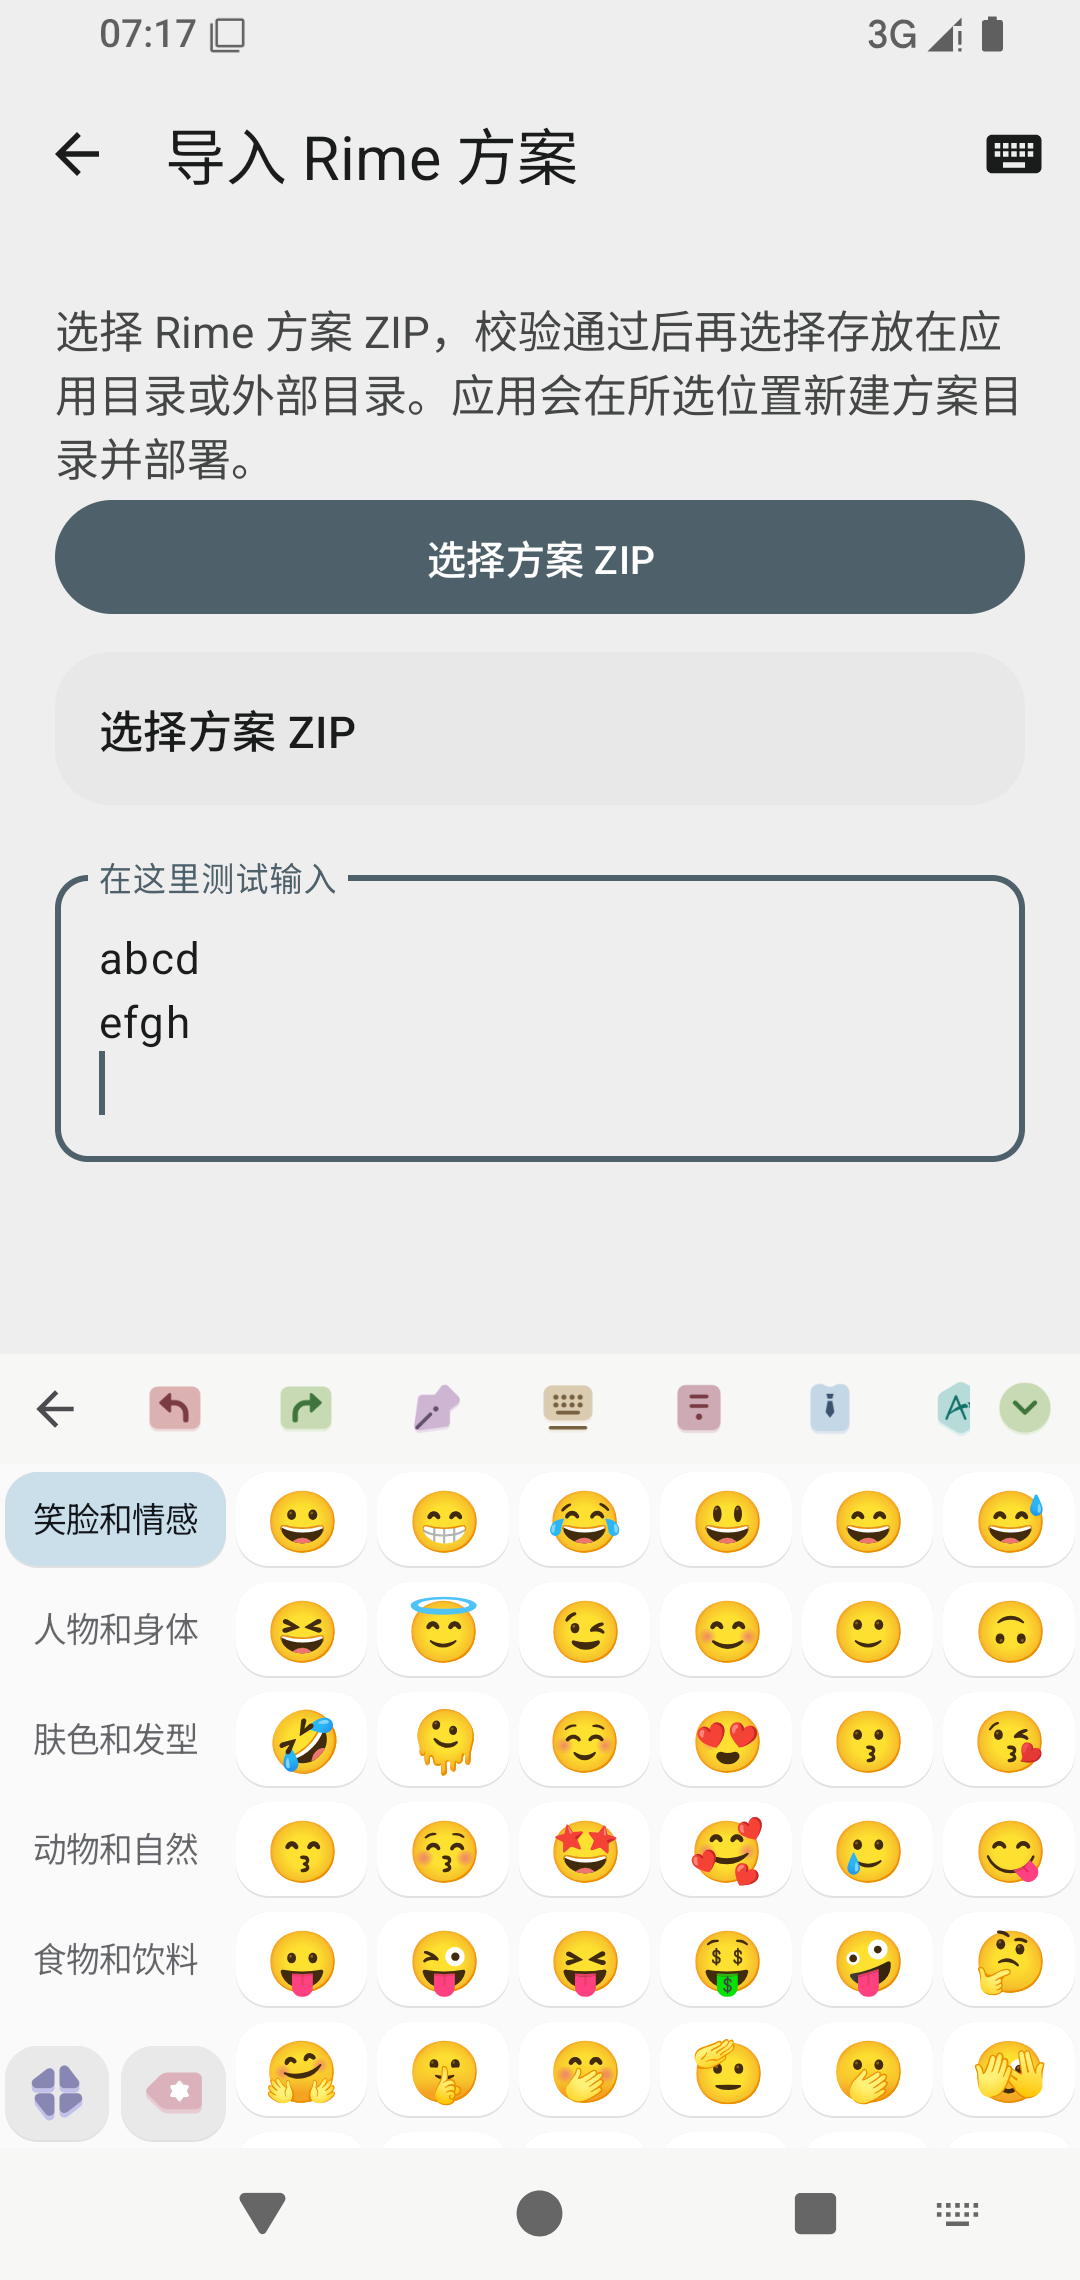 07:17
3G
导入 Rime 方案
选择 Rime 方案 ZIP，校验通过后再选择存放在应
用目录或外部目录。应用会在所选位置新建方案目
录并部署。
选择方案 ZIP
选择方案 ZIP
在这里测试输入
abcd
efgh
笑脸和情感
人物和身体
肤色和发型
动物和自然
食物和饮料